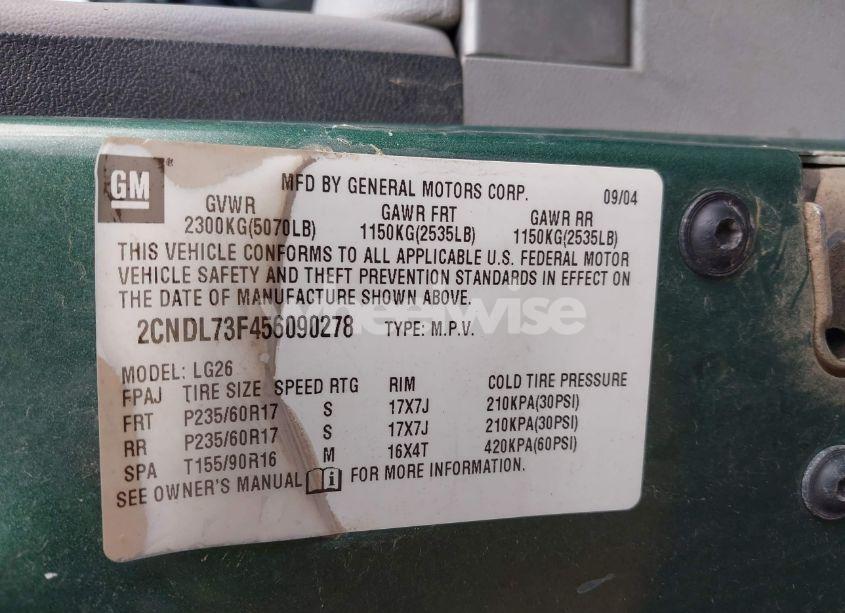 GM ®
MFD BY GENERAL MOTORS CORP. 09/04
GVWR GAWR FRT GAWR RR
2300KG(5070LB) 1150KG(2535LB) 1150KG(2535LB)
THIS VEHICLE CONFORMS TO ALL APPLICABLE U.S. FEDERAL MOTOR
VEHICLE SAFETY AND THEFT PREVENTION STANDARDS IN EFFECT ON
THE DATE OF MANUFACTURE SHOWN ABOVE.
wheelwise
2CNDL73F456090278 TYPE: M.P.V.
MODEL: LG26
FPAJ TIRE SIZE SPEED RTG RIM COLD TIRE PRESSURE
FRT P235/60R17 S 17X7J 210KPA(30PSI)
RR P235/60R17 S 17X7J 210KPA(30PSI)
SPA T155/90R16 M 16X4T 420KPA(60PSI)
SEE OWNER'S MANUAL i FOR MORE INFORMATION.